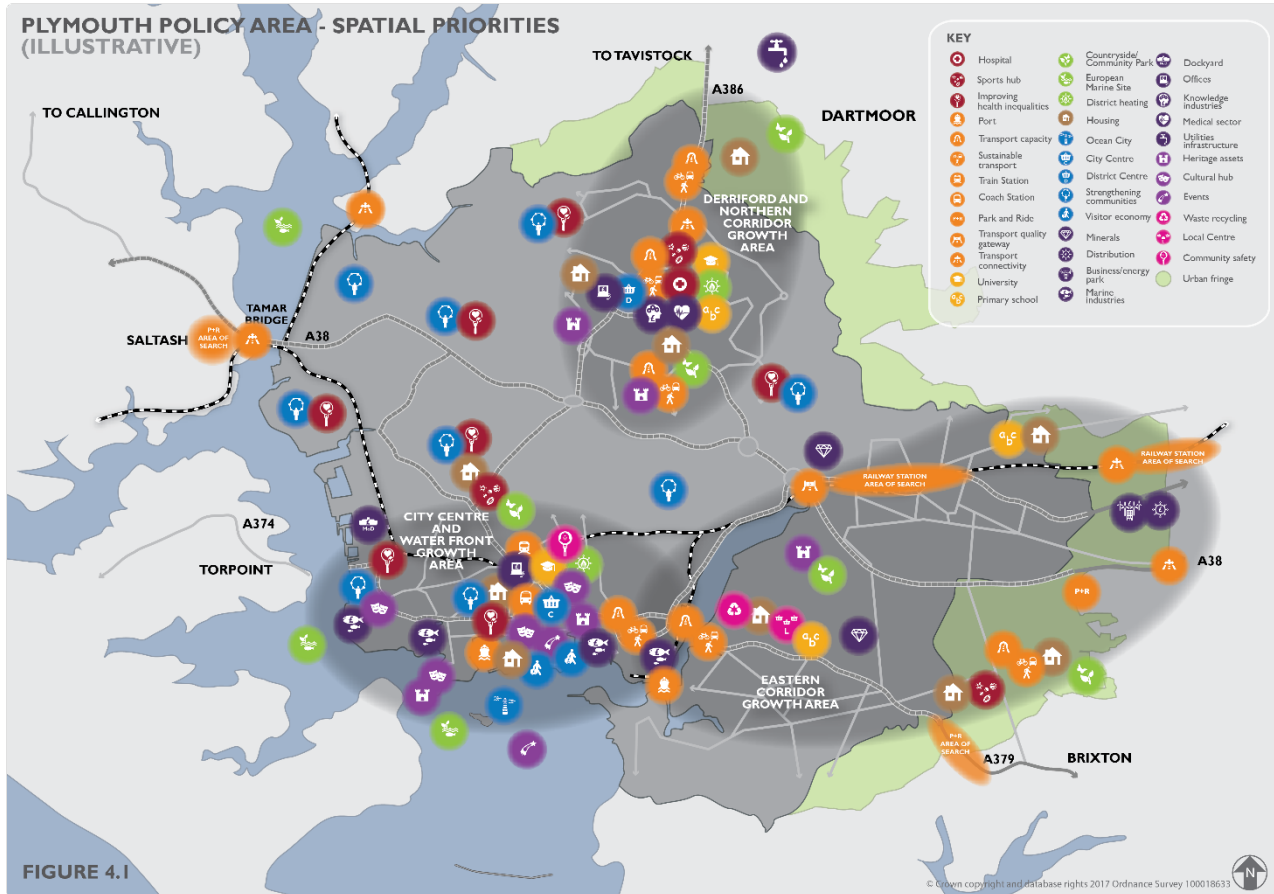 PLYMOUTH POLICY AREA - SPATIAL PRIORITIES
(ILLUSTRATIVE)
TO TAVISTOCK
A386
DARTMOOR
TO CALLINGTON
KEY
Hospital
Sports hub
Improving
health inequalities
Port
Transport capacity
Sustainable
transport
Train Station
Coach Station
Park and Ride
Transport quality
gateway
Transport
connectivity
University
Primary school
Countryside/
Community Park
European
Marine Site
District heating
Housing
Ocean City
City Centre
District Centre
Strengthening
communities
Visitor economy
Minerals
Distribution
Business/energy
park
Marine
industries
Dockyard
Offices
Knowledge
industries
Medical sector
Utilities
infrastructure
Heritage assets
Cultural hub
Events
Waste recycling
Local Centre
Community safety
Urban fringe
DERRIFORD AND
NORTHERN
CORRIDOR
GROWTH
AREA
D
a b c
TAMAR
BRIDGE
SALTASH
P+R
AREA OF
SEARCH
A38
a b c
RAILWAY STATION
AREA OF SEARCH
RAILWAY STATION
AREA OF SEARCH
CITY CENTRE
AND
WATER FRONT
GROWTH
AREA
MoD
A374
TORPOINT
C
L
a b c
A38
P+R
EASTERN
CORRIDOR
GROWTH AREA
P+R
AREA OF
SEARCH
A379
BRIXTON
FIGURE 4.1
© Crown copyright and database rights 2017 Ordnance Survey 100018633
N